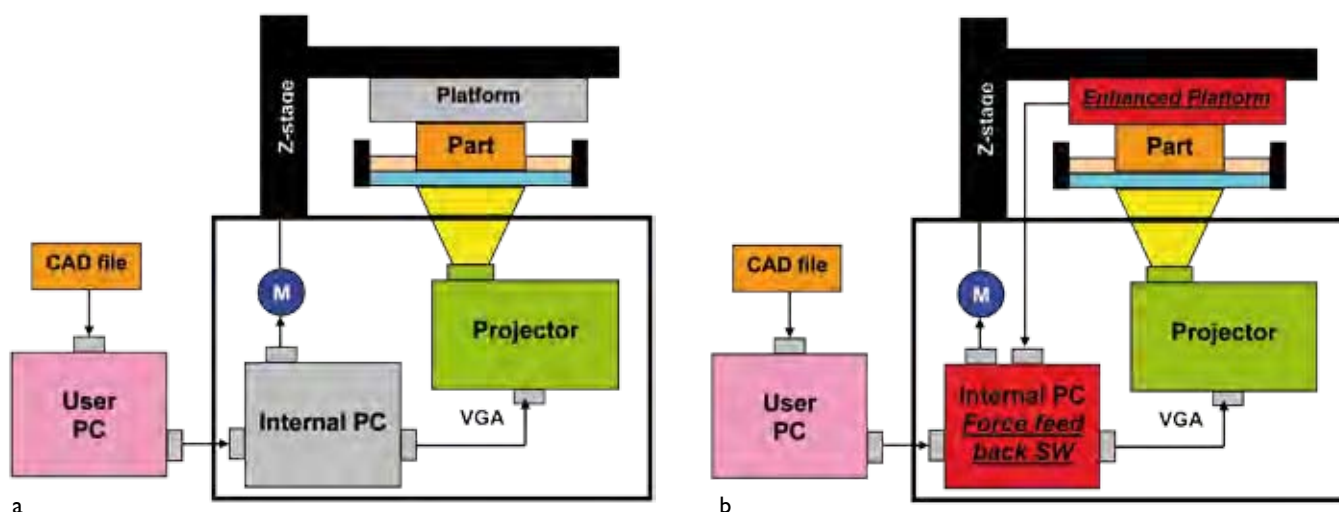 Z-stage
Platform
Part
CAD file
M
Projector
User
PC
Internal PC
VGA
a
Z-stage
Enhanced Platform
Part
CAD file
M
Projector
User
PC
Internal PC
Force feed
back SW
VGA
b